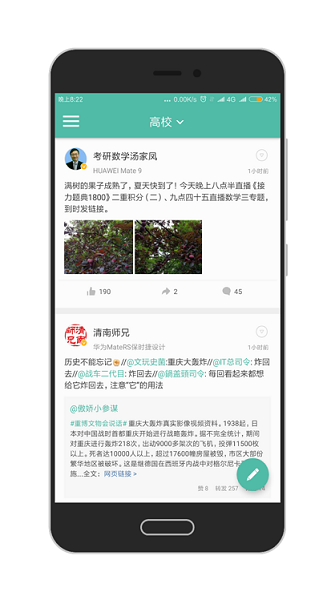 晚上8:22
... 0.00K/s 4G 42%
高校
考研数学汤家凤
HUAWEI Mate 9
1小时前
满树的果子成熟了，夏天快到了！今天晚上八点半直播《接
力题典1800》二重积分（二）、九点四十五直播数学三专题，
到时发链接。
190
2
45
清南师兄
华为MateRS保时捷设计
1小时前
历史不能忘记//@文玩史菌:重庆大轰炸//@IT总司令: 炸回
去//@战车二代目: 炸回去//@鍋盖頭司令: 每回看起来都想
给它炸回去，注意"它"的用法
@傲娇小参谋
#重庆大轰炸真实影像视频资料。1938起，日
本对中国战时首都重庆开始进行战略轰炸。据不完全统计，期间
对重庆进行轰炸218次，出动9000多架次的飞机，投弹11500枚
以上。死者达10000人以上，超过17600幢房屋被毁，市区大部份
繁华地区被破坏。这是继德国在西班牙内战中对格尔尼卡
施...全文: 网页链接 >
赞 8 转发 257